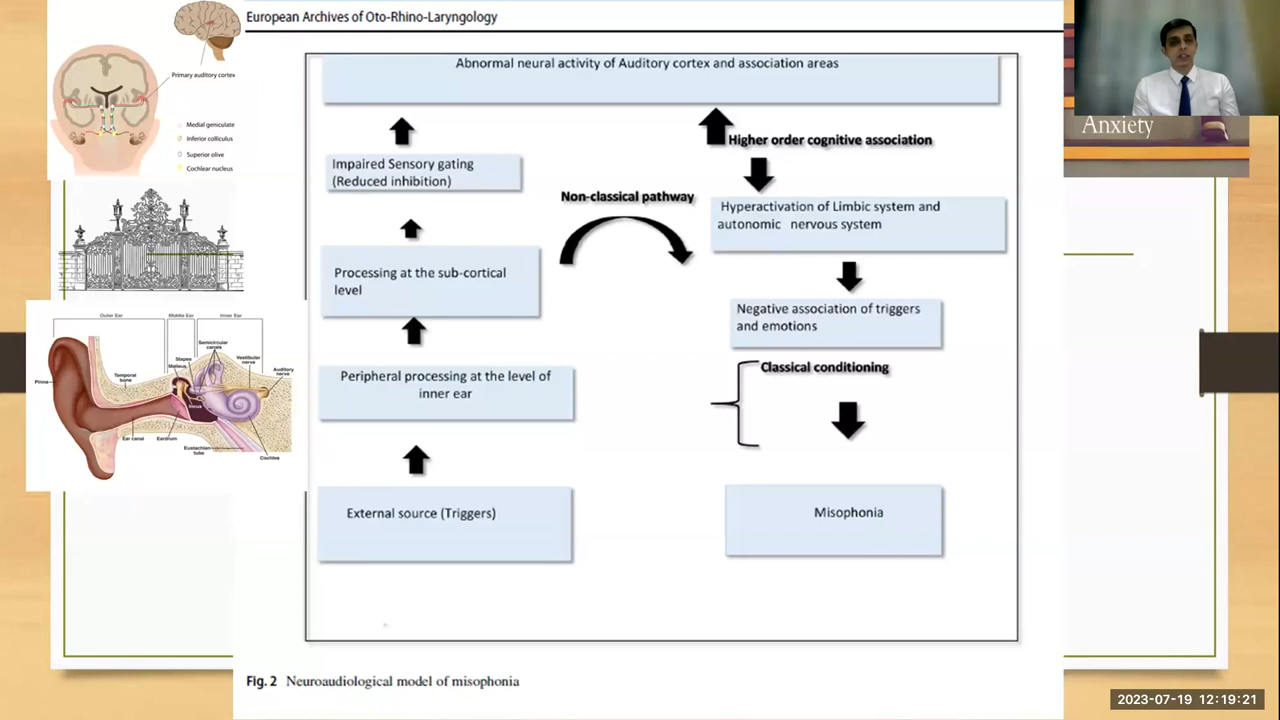 European Archives of Oto-Rhino-Laryngology
Primary auditory cortex
Medial geniculate
Inferior colliculus
Superior olive
Cochlear nucleus
Anxiety
Abnormal neural activity of Auditory cortex and association areas
Impaired Sensory gating
(Reduced inhibition)
Higher order cognitive association
Non-classical pathway
Hyperactivation of Limbic system and
autonomic nervous system
Processing at the sub-cortical
level
Negative association of triggers
and emotions
Peripheral processing at the level of
inner ear
Classical conditioning
External source (Triggers)
Misophonia
Outer Ear
Middle Ear
Inner Ear
Semicircular
canals
Stapes
Malleus
Vestibular
nerve
Auditory
nerve
Pinna
Temporal
bone
Incus
Ear canal
Eardrum
Eustachian
tube
Cochlea
Fig. 2 Neuroaudiological model of misophonia
2023-07-19 12:19:21